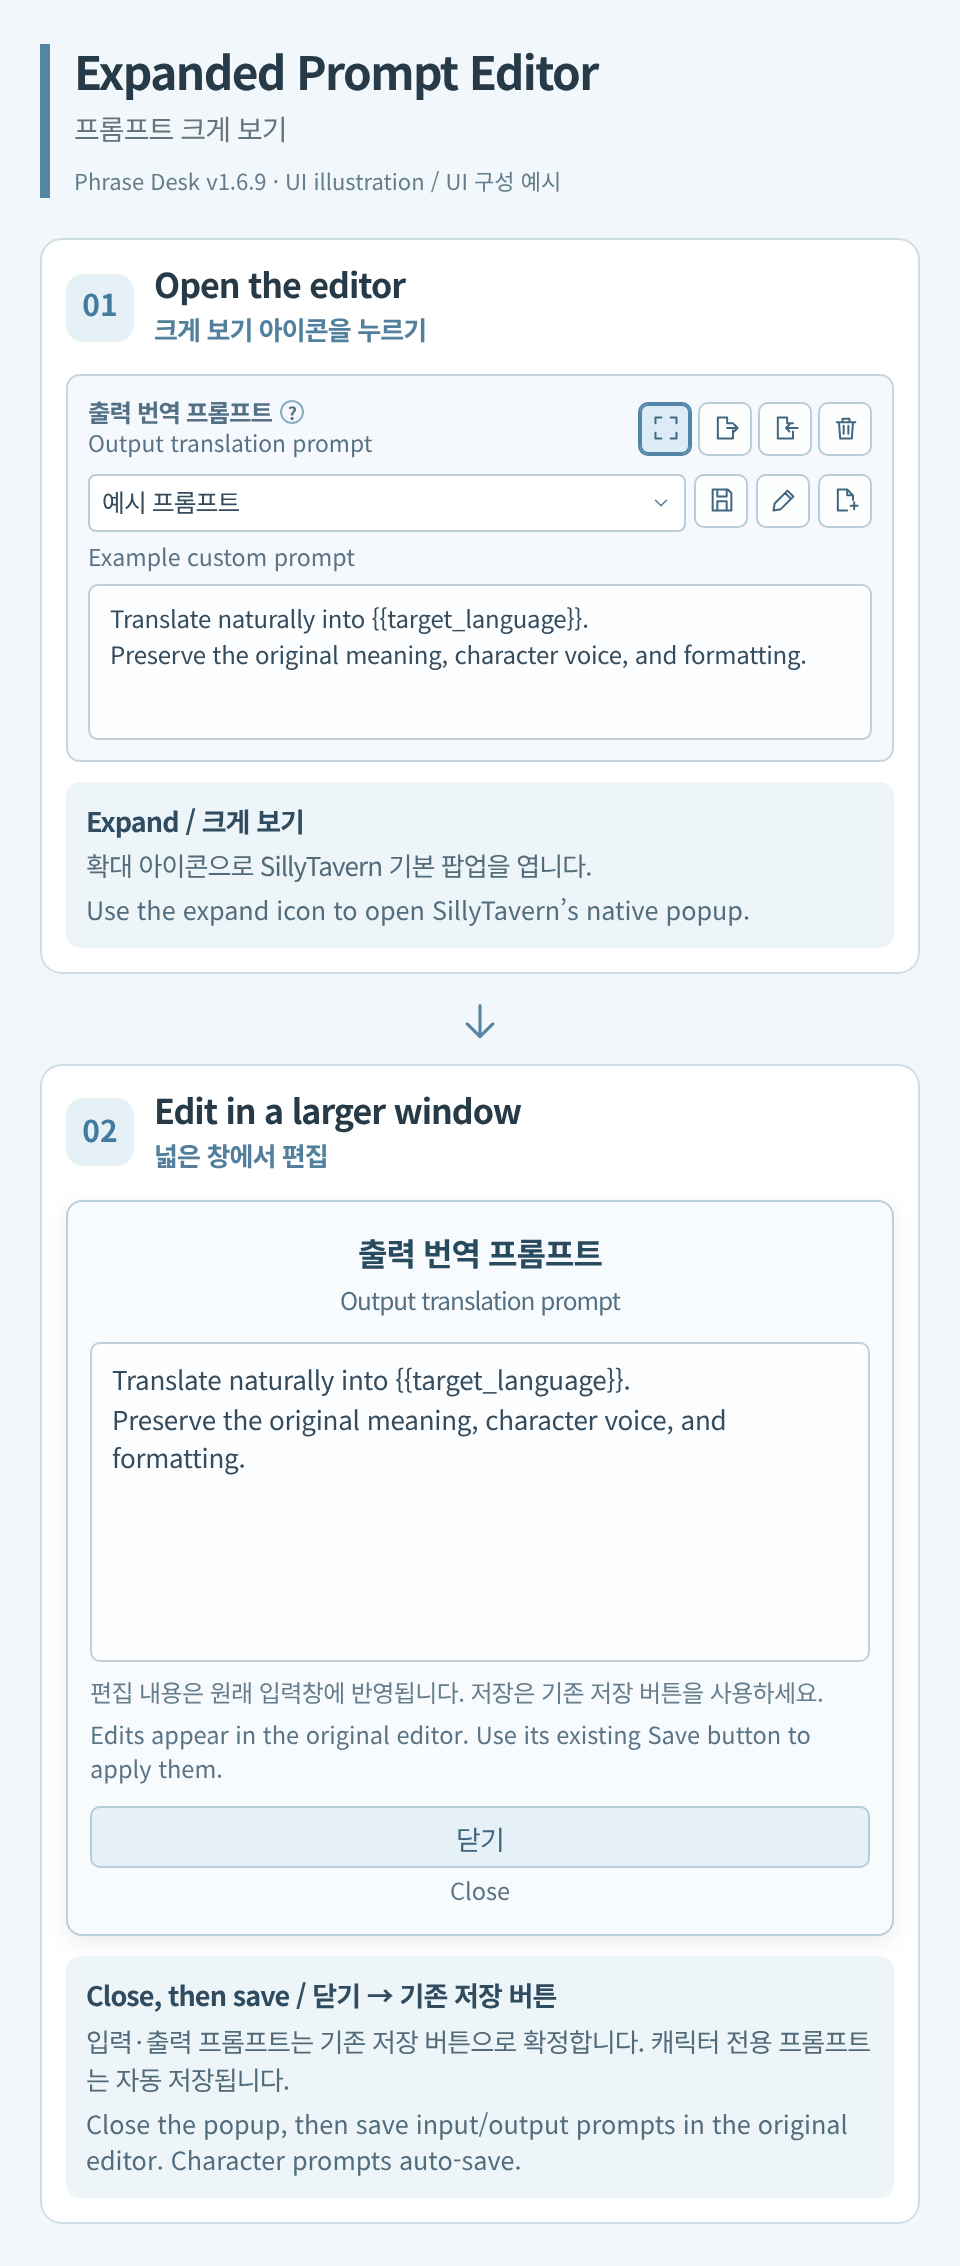 Expanded Prompt Editor
프롬프트 크게 보기
Phrase Desk v1.6.9 · UI illustration / UI 구성 예시
01
Open the editor
크게 보기 아이콘을 누르기
출력 번역 프롬프트 ?
Output translation prompt
예시 프롬프트
Example custom prompt
Translate naturally into {{target_language}}.
Preserve the original meaning, character voice, and formatting.
Expand / 크게 보기
확대 아이콘으로 SillyTavern 기본 팝업을 엽니다.
Use the expand icon to open SillyTavern’s native popup.
02
Edit in a larger window
넓은 창에서 편집
출력 번역 프롬프트
Output translation prompt
Translate naturally into {{target_language}}.
Preserve the original meaning, character voice, and
formatting.
편집 내용은 원래 입력창에 반영됩니다. 저장은 기존 저장 버튼을 사용하세요.
Edits appear in the original editor. Use its existing Save button to
apply them.
닫기
Close
Close, then save / 닫기 → 기존 저장 버튼
입력·출력 프롬프트는 기존 저장 버튼으로 확정합니다. 캐릭터 전용 프롬프트
는 자동 저장됩니다.
Close the popup, then save input/output prompts in the original
editor. Character prompts auto-save.